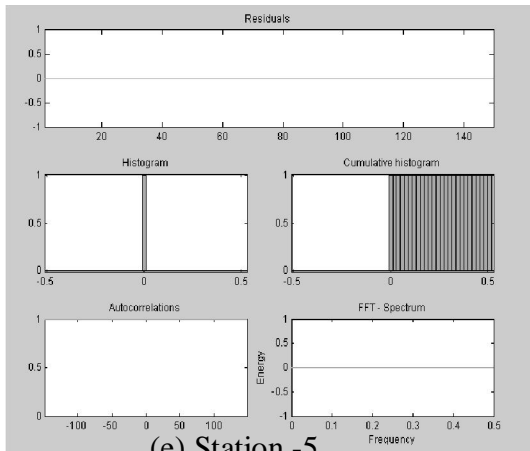 Residuals
1
0.5
0
-0.5
-1
20 40 60 80 100 120 140
Histogram
1
0.5
0
-0.5 0 0.5
Cumulative histogram
1
0.5
0
-0.5 0 0.5
Autocorrelations
1
0.5
0
-100 -50 0 50 100
FFT - Spectrum
Energy
1
0.5
0
-0.5
-1
0 0.1 0.2 0.3 0.4 0.5
Frequency
(e) Station -5